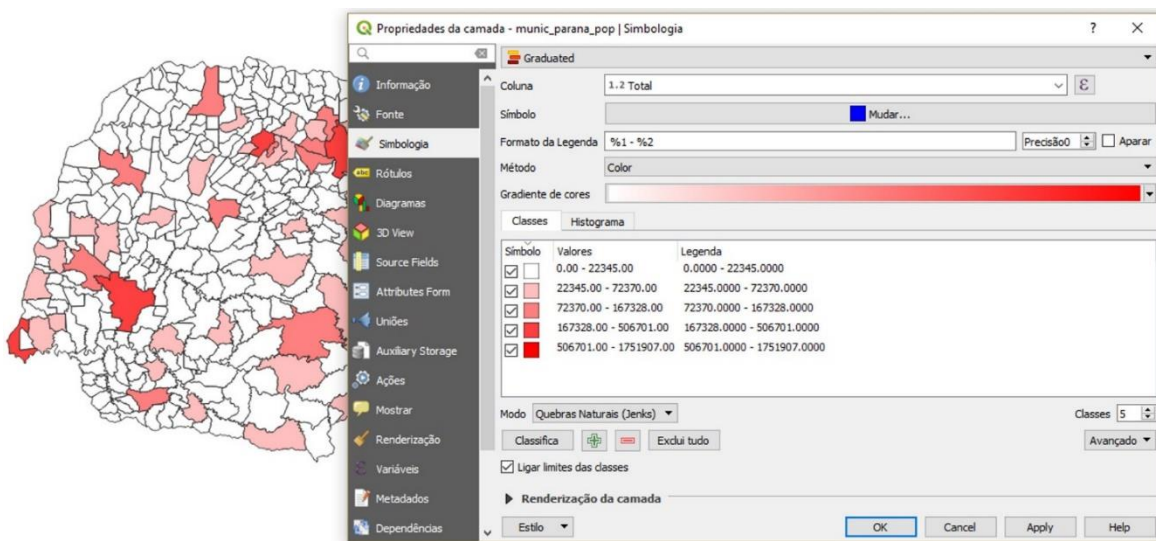 Propriedades da camada - munic_parana_pop | Simbologia
? X
Graduated
Informação
Fonte
Simbologia
abc Rótulos
Diagramas
3D View
Source Fields
Attributes Form
Uniões
Auxiliary Storage
Ações
Mostrar
Renderização
Variáveis
Metadados
Dependências
Coluna 1.2 Total ε
Símbolo Mudar...
Formato da Legenda %1 - %2 Precisão0 Aparar
Método Color
Gradiente de cores
Classes Histograma
Símbolo Valores Legenda
0.00 - 22345.00 0.0000 - 22345.0000
22345.00 - 72370.00 22345.0000 - 72370.0000
72370.00 - 167328.00 72370.0000 - 167328.0000
167328.00 - 506701.00 167328.0000 - 506701.0000
506701.00 - 1751907.00 506701.0000 - 1751907.0000
Modo Quebras Naturais (Jenks) Classes 5
Classifica Exclui tudo Avançado
Ligar limites das classes
Renderização da camada
Estilo OK Cancel Apply Help